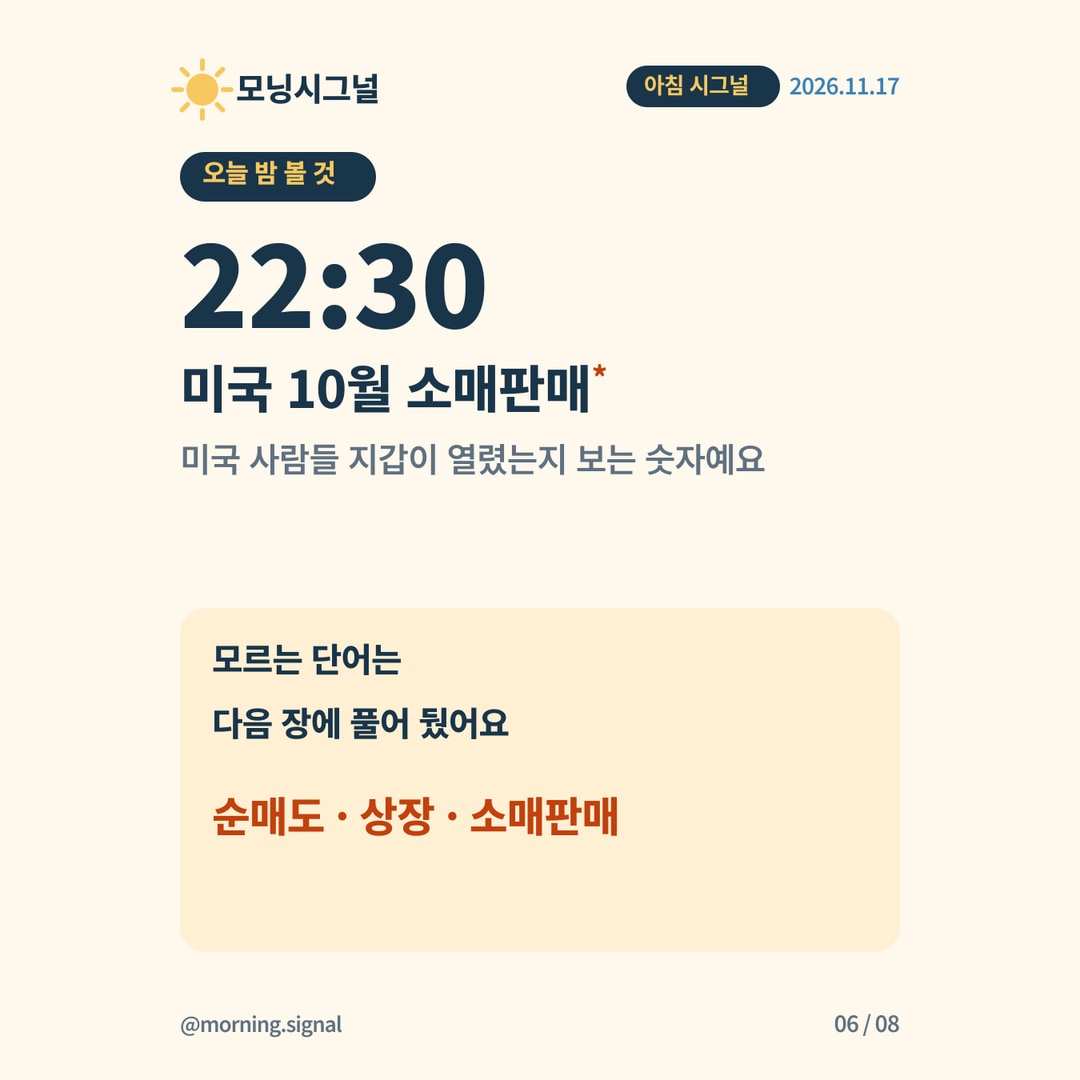 모닝시그널
아침 시그널 2026.11.17
오늘 밤 볼 것
22:30
미국 10월 소매판매*
미국 사람들 지갑이 열렸는지 보는 숫자예요
모르는 단어는
다음 장에 풀어 뒀어요
순매도 · 상장 · 소매판매
@morning.signal
06 / 08